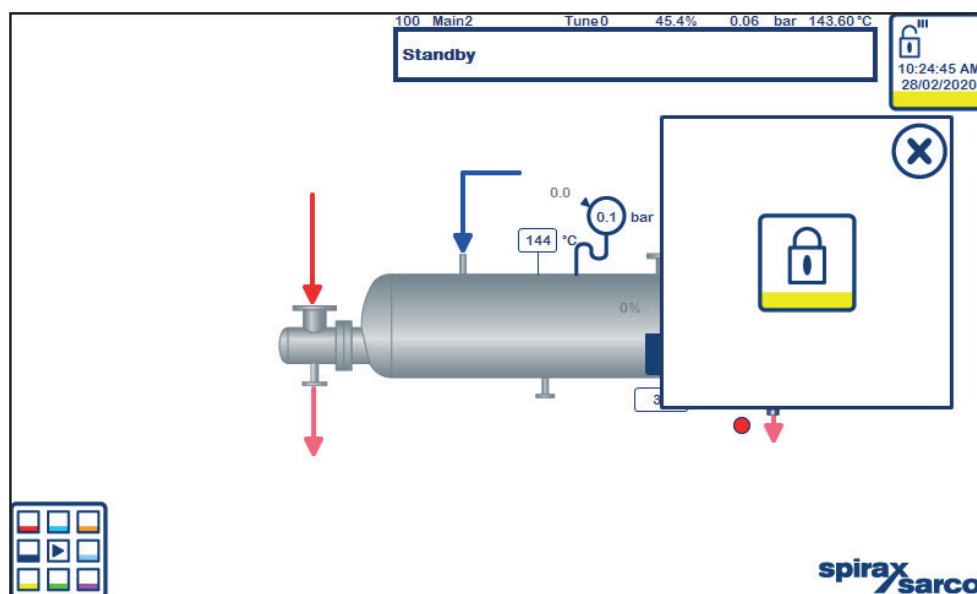 100 Main2 Tune0 45.4% 0.06 bar 143.60 °C
Standby
10:24:45 AM
28/02/2020
0.0
0.1 bar
144 °C
0%
3
spirax
sarco